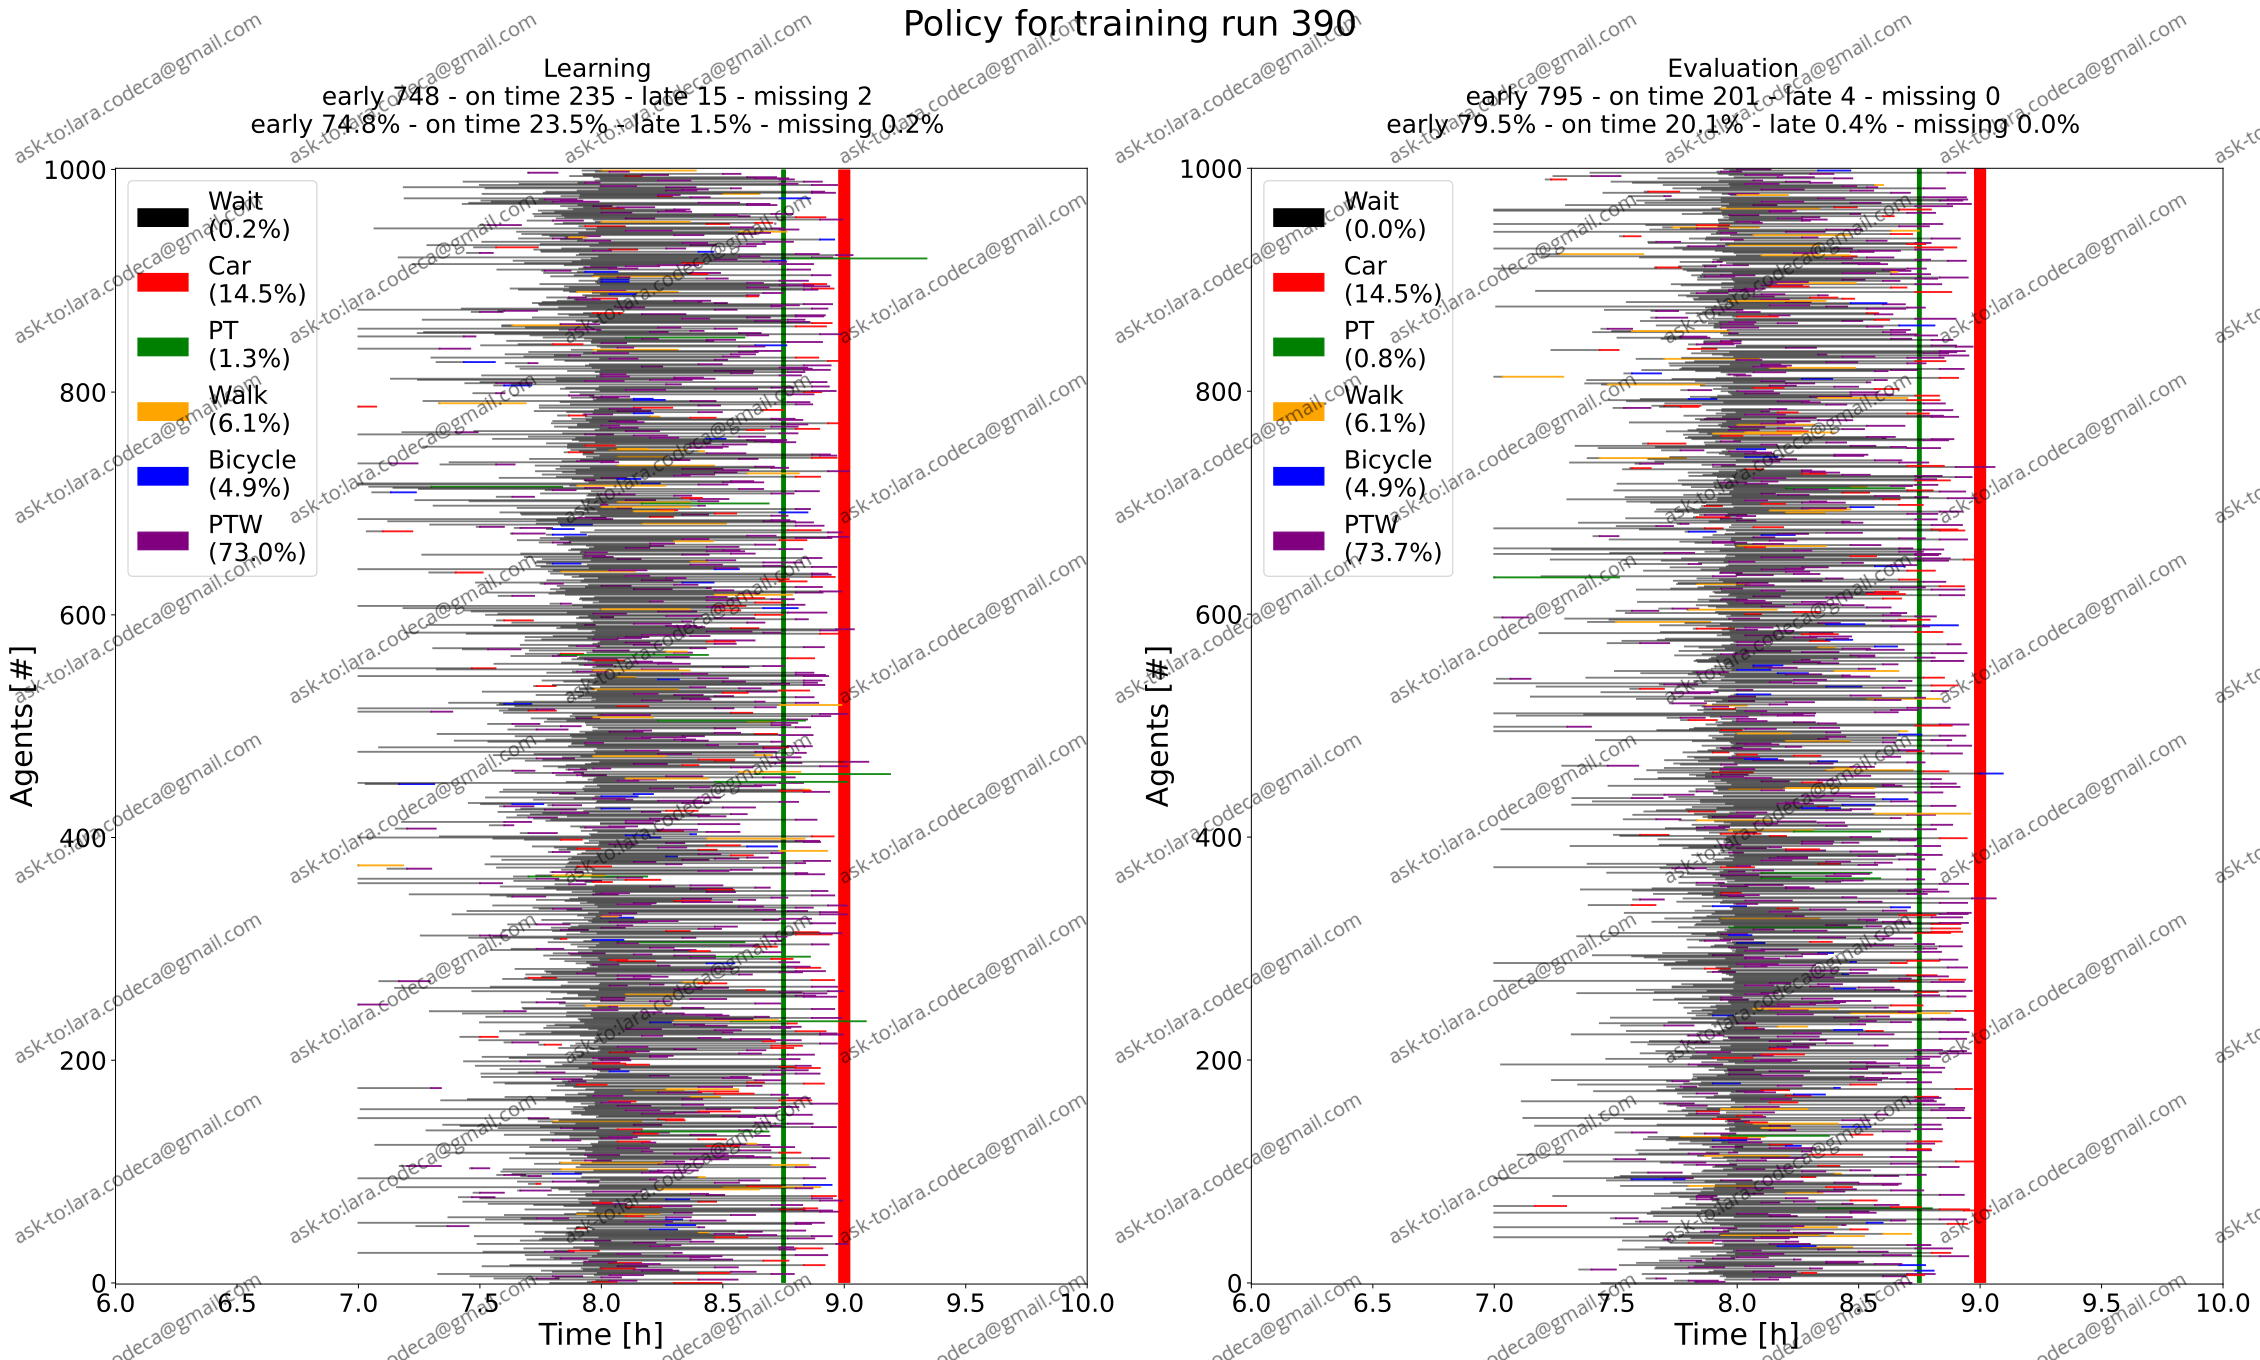 Policy for training run 390
Learning
early 748 - on time 235 - late 15 - missing 2
early 74.8% - on time 23.5% - late 1.5% - missing 0.2%
1000
800
600
400
200
0
Agents [#]
Wait
(0.2%)
Car
(14.5%)
PT
(1.3%)
Walk
(6.1%)
Bicycle
(4.9%)
PTW
(73.0%)
6.0 6.5 7.0 7.5 8.0 8.5 9.0 9.5 10.0
Time [h]
Evaluation
early 795 - on time 201 - late 4 - missing 0
early 79.5% - on time 20.1% - late 0.4% - missing 0.0%
1000
800
600
400
200
0
Agents [#]
Wait
(0.0%)
Car
(14.5%)
PT
(0.8%)
Walk
(6.1%)
Bicycle
(4.9%)
PTW
(73.7%)
6.0 6.5 7.0 7.5 8.0 8.5 9.0 9.5 10.0
Time [h]
ask-to:lara.codeca@gmail.com